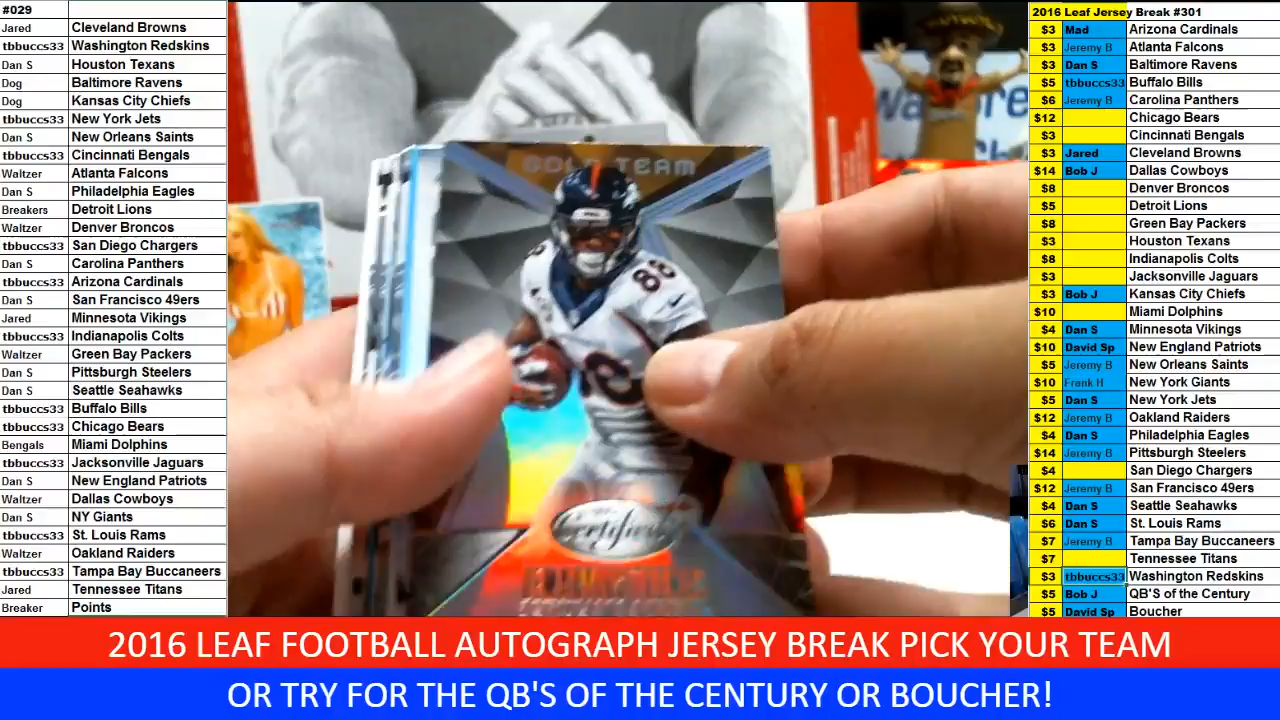 #029
Jared Cleveland Browns
tbbuccs33 Washington Redskins
Dan S Houston Texans
Dog Baltimore Ravens
Dog Kansas City Chiefs
tbbuccs33 New York Jets
Dan S New Orleans Saints
tbbuccs33 Cincinnati Bengals
Waltzer Atlanta Falcons
Dan S Philadelphia Eagles
Breakers Detroit Lions
Waltzer Denver Broncos
tbbuccs33 San Diego Chargers
Dan S Carolina Panthers
tbbuccs33 Arizona Cardinals
Dan S San Francisco 49ers
Jared Minnesota Vikings
tbbuccs33 Indianapolis Colts
Waltzer Green Bay Packers
Dan S Pittsburgh Steelers
Dan S Seattle Seahawks
tbbuccs33 Buffalo Bills
tbbuccs33 Chicago Bears
Bengals Miami Dolphins
tbbuccs33 Jacksonville Jaguars
Dan S New England Patriots
Waltzer Dallas Cowboys
Dan S NY Giants
tbbuccs33 St. Louis Rams
Waltzer Oakland Raiders
tbbuccs33 Tampa Bay Buccaneers
Jared Tennessee Titans
Breaker Points
GOLD TEAM
88
Certified
2016 Leaf Jersey Break #301
$3 Mad Arizona Cardinals
$3 Jeremy B Atlanta Falcons
$3 Dan S Baltimore Ravens
$5 tbbuccs33 Buffalo Bills
$6 Jeremy B Carolina Panthers
$12 Chicago Bears
$3 Cincinnati Bengals
$3 Jared Cleveland Browns
$14 Bob J Dallas Cowboys
$8 Denver Broncos
$5 Detroit Lions
$8 Green Bay Packers
$3 Houston Texans
$8 Indianapolis Colts
$3 Jacksonville Jaguars
$3 Bob J Kansas City Chiefs
$10 Miami Dolphins
$4 Dan S Minnesota Vikings
$10 David Sp New England Patriots
$5 Jeremy B New Orleans Saints
$10 Frank H New York Giants
$5 Dan S New York Jets
$12 Jeremy B Oakland Raiders
$4 Dan S Philadelphia Eagles
$14 Jeremy B Pittsburgh Steelers
$4 San Diego Chargers
$12 Jeremy B San Francisco 49ers
$4 Dan S Seattle Seahawks
$6 Dan S St. Louis Rams
$7 Jeremy B Tampa Bay Buccaneers
$7 Tennessee Titans
$3 tbbuccs33 Washington Redskins
$5 Bob J QB'S of the Century
$5 David Sp Boucher
2016 LEAF FOOTBALL AUTOGRAPH JERSEY BREAK PICK YOUR TEAM
OR TRY FOR THE QB'S OF THE CENTURY OR BOUCHER!